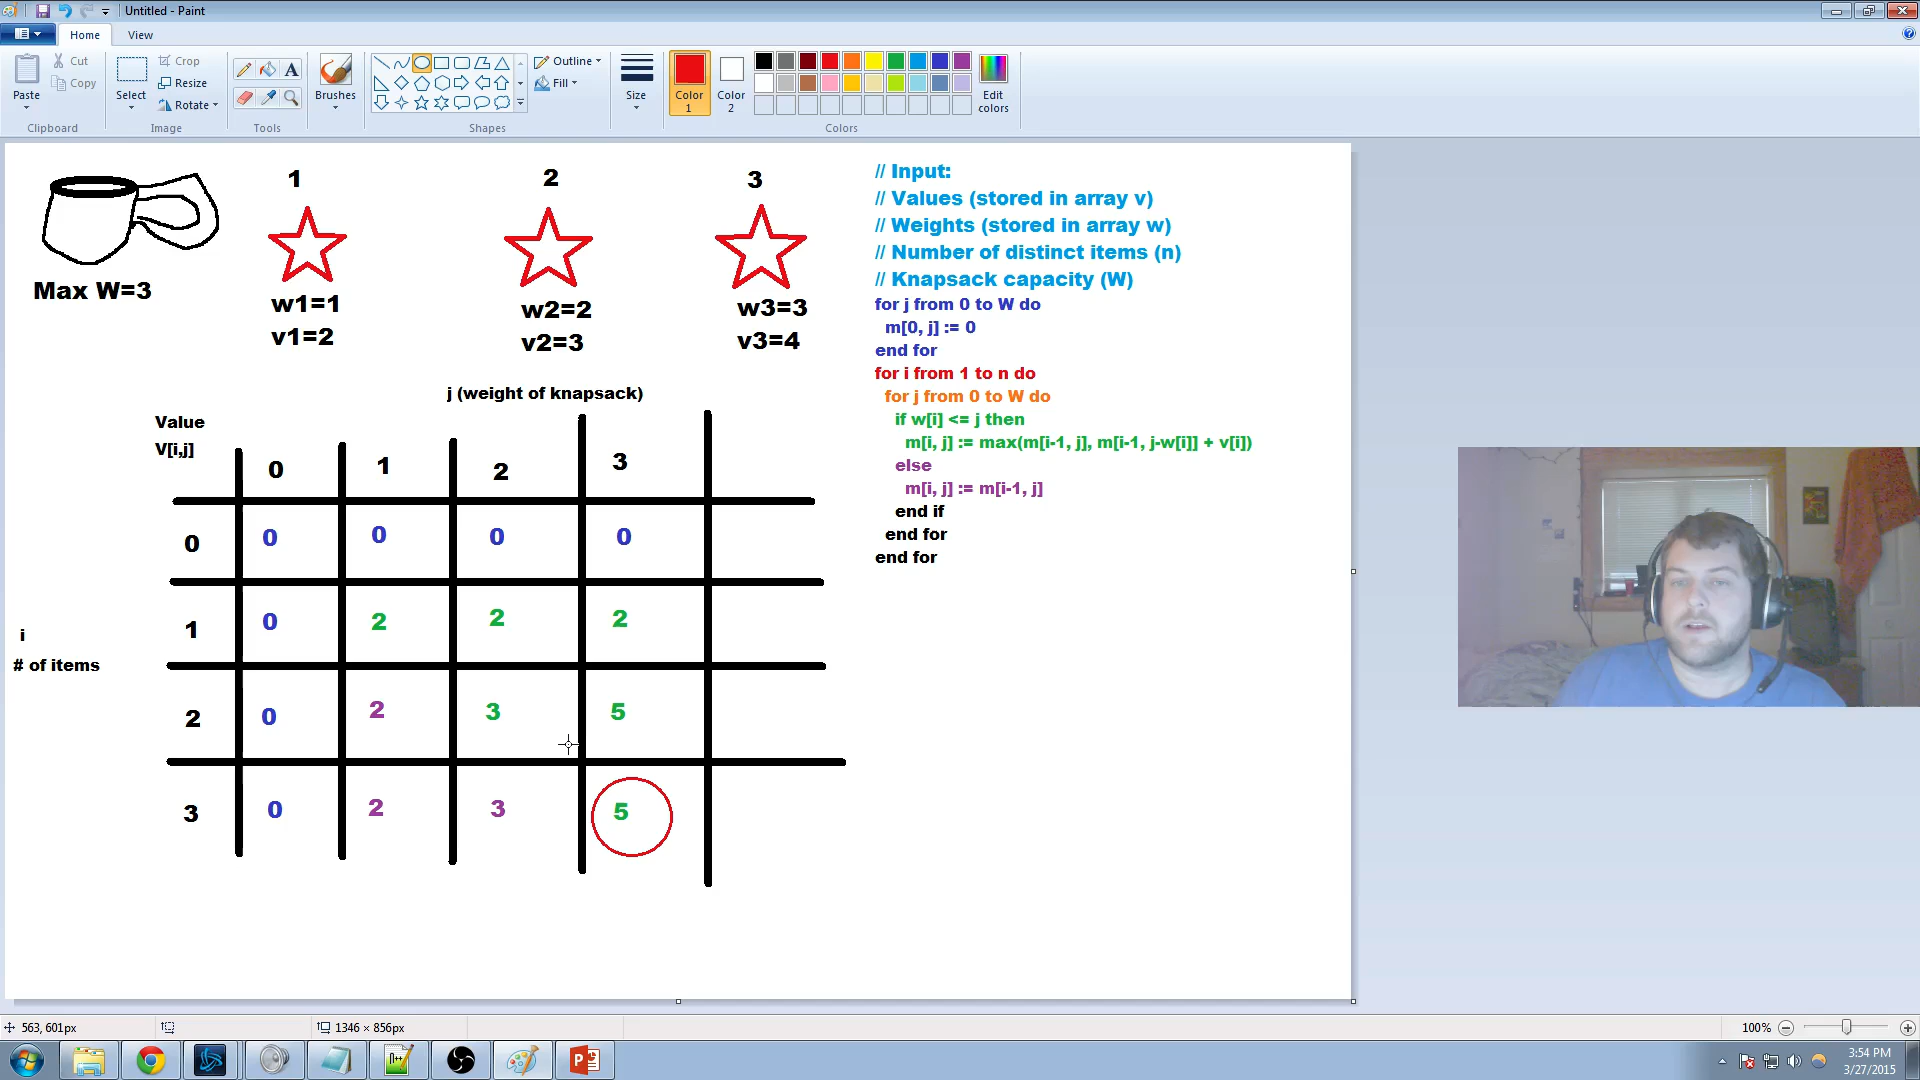 Untitled - Paint
Home View
Paste
Cut
Copy
Clipboard
Select
Crop
Resize
Rotate
Image
Tools
Brushes
Shapes
Outline
Fill
Size
Color 1
Color 2
Edit colors
Colors
1 2 3
Max W=3
w1=1
v1=2
w2=2
v2=3
w3=3
v3=4
// Input:
// Values (stored in array v)
// Weights (stored in array w)
// Number of distinct items (n)
// Knapsack capacity (W)
for j from 0 to W do
m[0, j] := 0
end for
for i from 1 to n do
for j from 0 to W do
if w[i] <= j then
m[i, j] := max(m[i-1, j], m[i-1, j-w[i]] + v[i])
else
m[i, j] := m[i-1, j]
end if
end for
end for
j (weight of knapsack)
Value
V[i,j]
0 1 2 3
0 0 0 0 0
1 0 2 2 2
i
# of items
2 0 2 3 5
3 0 2 3 5
563, 601px
1346 × 856px
100%
3:54 PM
3/27/2015